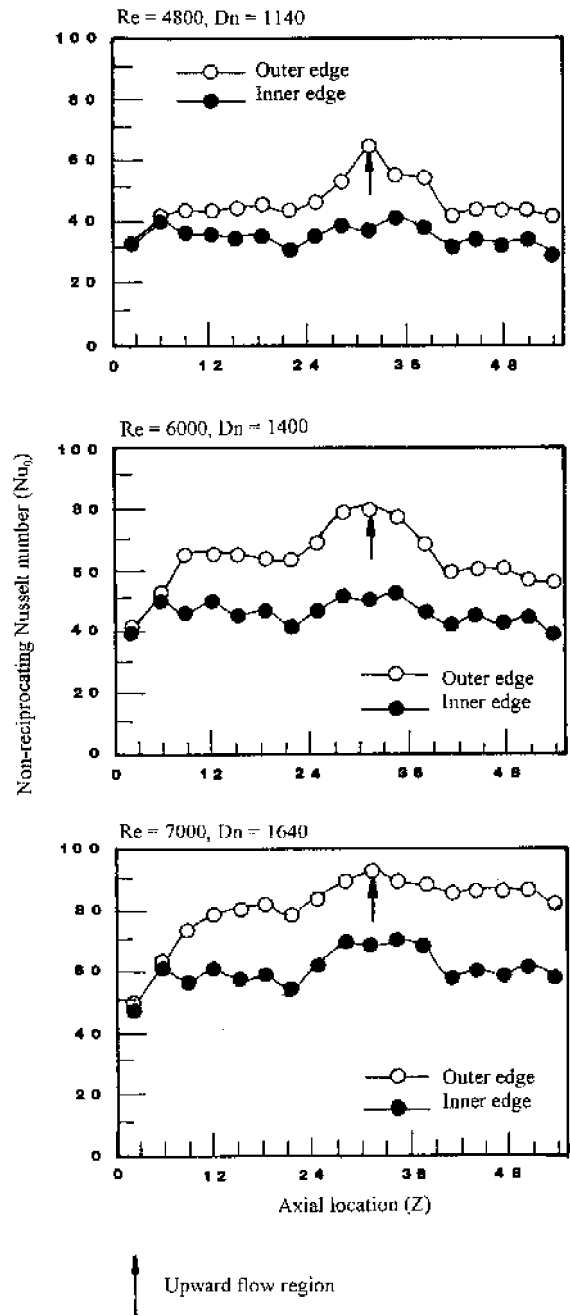 Re = 4800, Dn = 1140
100
80
60
40
20
0
Outer edge
Inner edge
0 12 24 36 48
Re = 6000, Dn = 1400
100
80
60
40
20
0
Outer edge
Inner edge
0 12 24 36 48
Non-reciprocating Nusselt number (Nu₀)
Re = 7000, Dn = 1640
100
80
60
40
20
0
Outer edge
Inner edge
0 12 24 36 48
Axial location (Z)
Upward flow region